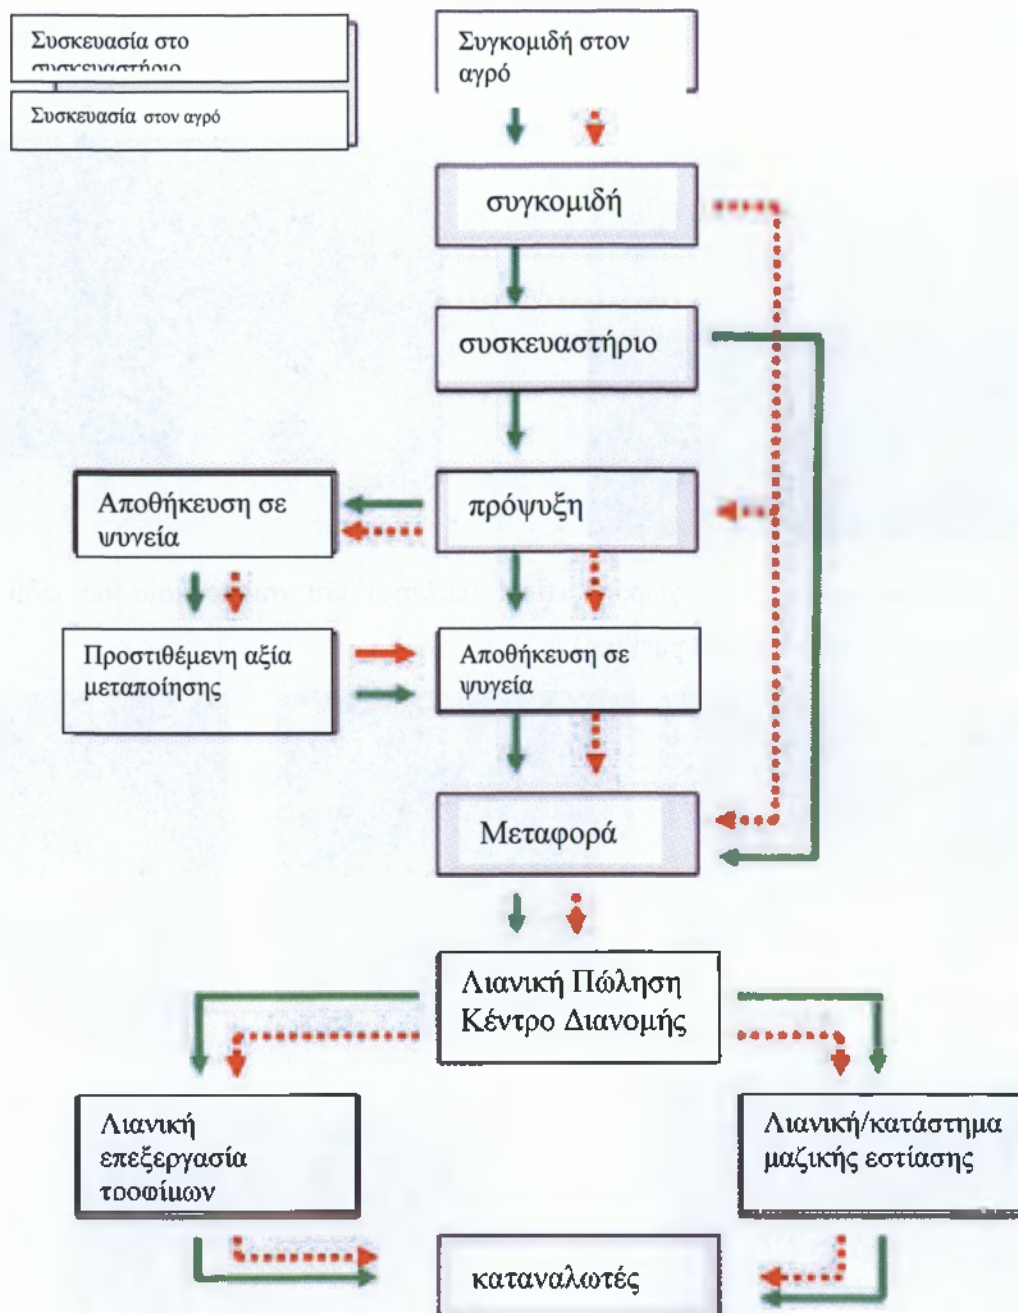 Συσκευασία στο
συσκευαστήριο
Συσκευασία στον αγρό
Συγκομιδή στον
αγρό
συγκομιδή
συσκευαστήριο
πρόψυξη
Αποθήκευση σε
ψυγεία
Προστιθέμενη αξία
μεταποίησης
Αποθήκευση σε
ψυγεία
Μεταφορά
Λιανική Πώληση
Κέντρο Διανομής
Λιανική
επεξεργασία
τροφίμων
Λιανική/κατάστημα
μαζικής εστίασης
καταναλωτές